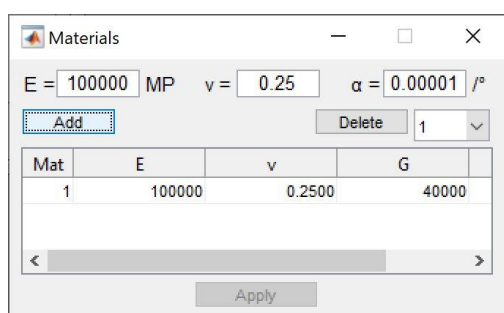 Materials
E = 100000 MP ν = 0.25 α = 0.00001 /°
Add Delete 1
Mat E ν G
1 100000 0.2500 40000
Apply